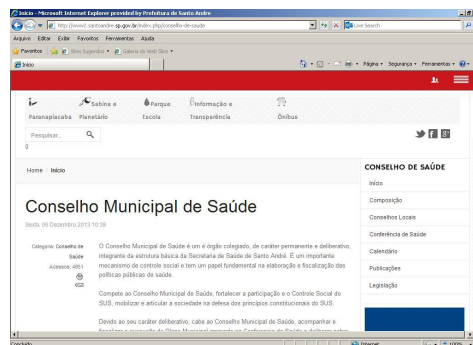 Início - Microsoft Internet Explorer provided by Prefeitura de Santo Andre
http://www2.santoandre.sp.gov.br/index.php/conselho-de-saude
Live Search
Arquivo Editar Exibir Favoritos Ferramentas Ajuda
Favoritos Sites Sugeridos Galeria do Web Slice
Início
Página Segurança Ferramentas
Paranapiacaba
Sabina e Planetário
Parque Escola
Informação e Transparência
Ônibus
Pesquisar...
0
Home Início
Conselho Municipal de Saúde
Sexta, 06 Dezembro 2013 10:36
Categoria: Conselho de Saúde
Acessos: 4851
O Conselho Municipal de Saúde é um é órgão colegiado, de caráter permanente e deliberativo,
integrante da estrutura básica da Secretaria de Saúde de Santo André. É um importante
mecanismo de controle social e tem um papel fundamental na elaboração e fiscalização das
políticas públicas de saúde.
Compete ao Conselho Municipal de Saúde, fortalecer a participação e o Controle Social do
SUS, mobilizar e articular a sociedade na defesa dos princípios constitucionais do SUS.
Devido ao seu caráter deliberativo, cabe ao Conselho Municipal de Saúde, acompanhar e
CONSELHO DE SAÚDE
Início
Composição
Conselhos Locais
Conferência de Saúde
Calendário
Publicações
Legislação
Concluído
Internet
100%